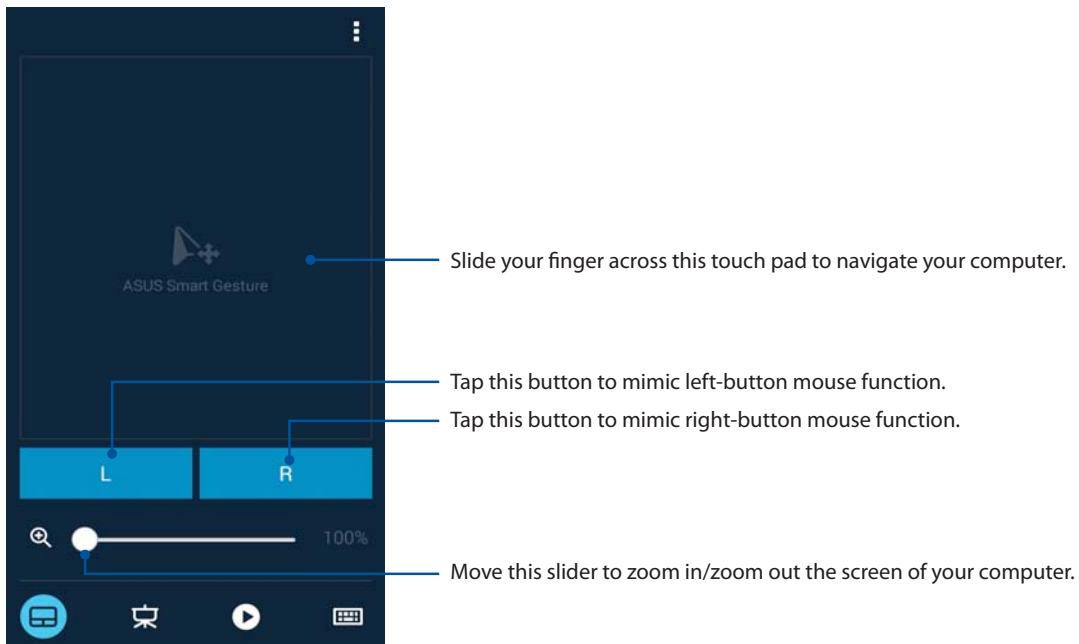 Slide your finger across this touch pad to navigate your computer.
ASUS Smart Gesture
Tap this button to mimic left-button mouse function.
Tap this button to mimic right-button mouse function.
L
R
100%
Move this slider to zoom in/zoom out the screen of your computer.